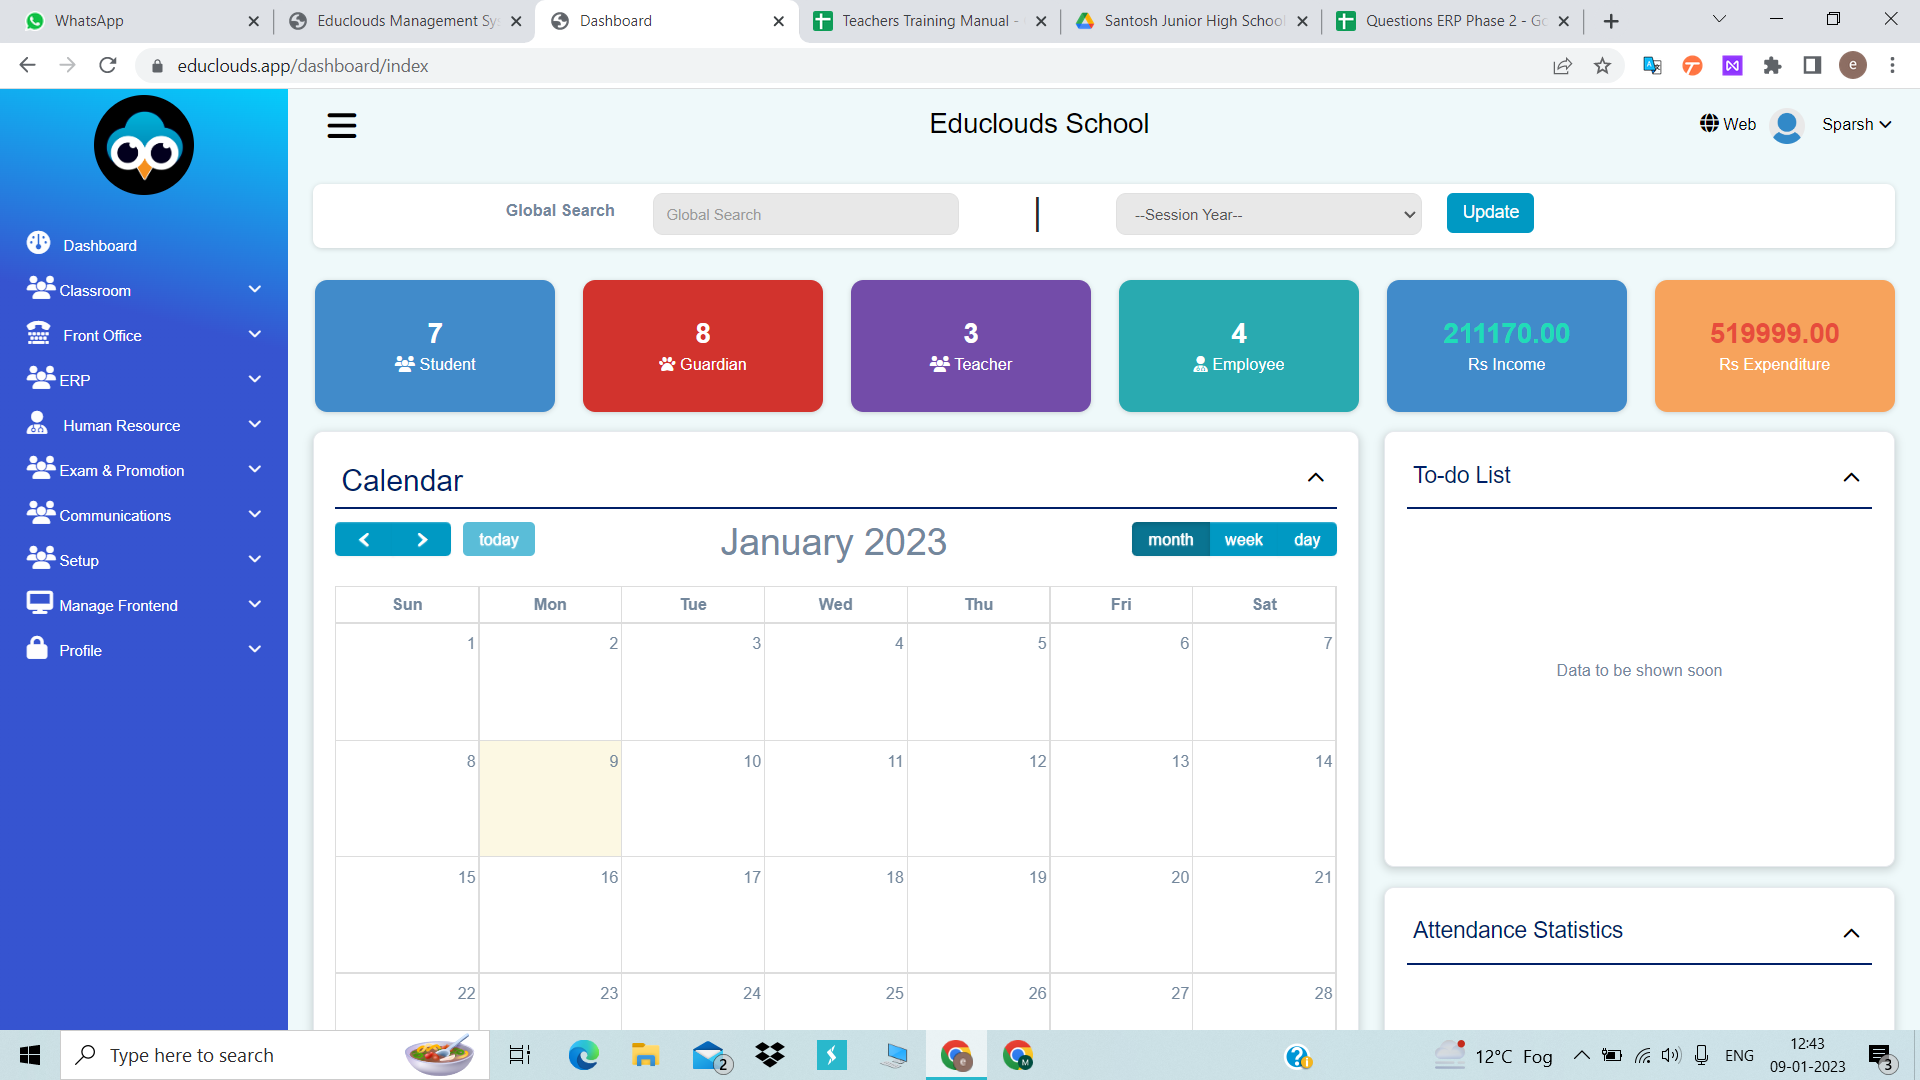 WhatsApp
Educlouds Management Sys
Dashboard
Teachers Training Manual -
Santosh Junior High School
Questions ERP Phase 2 - Go
educlouds.app/dashboard/index
e
Educlouds School
Web
Sparsh
Global Search
Global Search
--Session Year--
Update
Dashboard
Classroom
Front Office
ERP
Human Resource
Exam & Promotion
Communications
Setup
Manage Frontend
Profile
7
Student
8
Guardian
3
Teacher
4
Employee
211170.00
Rs Income
519999.00
Rs Expenditure
Calendar
today
January 2023
month week day
Sun Mon Tue Wed Thu Fri Sat
1 2 3 4 5 6 7
8 9 10 11 12 13 14
15 16 17 18 19 20 21
22 23 24 25 26 27 28
To-do List
Data to be shown soon
Attendance Statistics
Type here to search
2
e
M
12°C Fog
ENG
12:43
09-01-2023
3